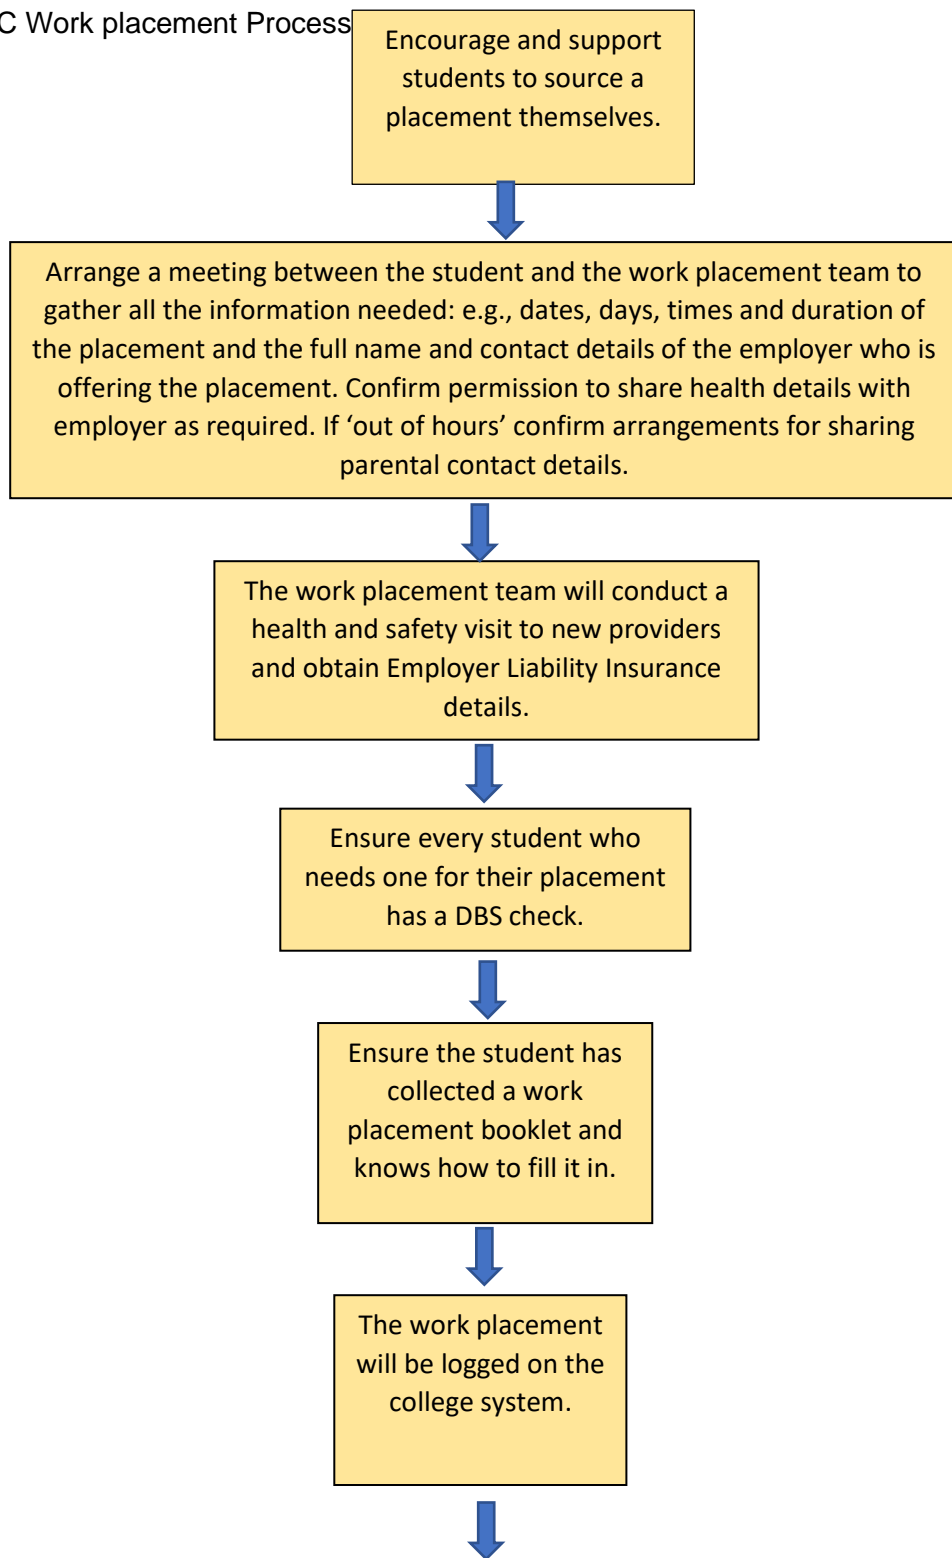 C Work placement Process
Encourage and support
students to source a
placement themselves.
Arrange a meeting between the student and the work placement team to
gather all the information needed: e.g., dates, days, times and duration of
the placement and the full name and contact details of the employer who is
offering the placement. Confirm permission to share health details with
employer as required. If ‘out of hours’ confirm arrangements for sharing
parental contact details.
The work placement team will conduct a
health and safety visit to new providers
and obtain Employer Liability Insurance
details.
Ensure every student who
needs one for their placement
has a DBS check.
Ensure the student has
collected a work
placement booklet and
knows how to fill it in.
The work placement
will be logged on the
college system.